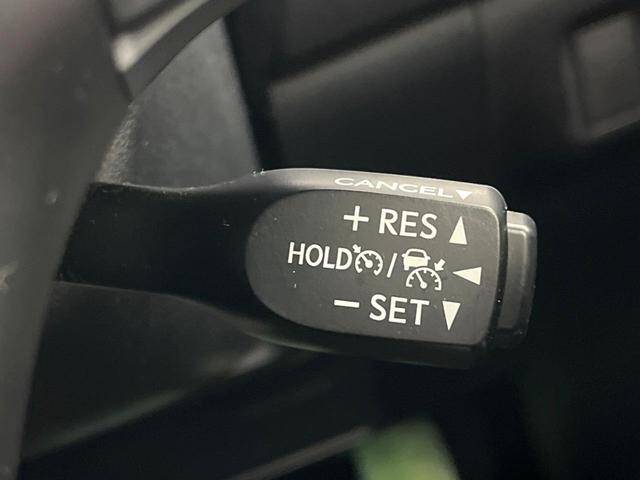 CANCEL▼
+ RES ▲
HOLD / ◀
− SET ▼